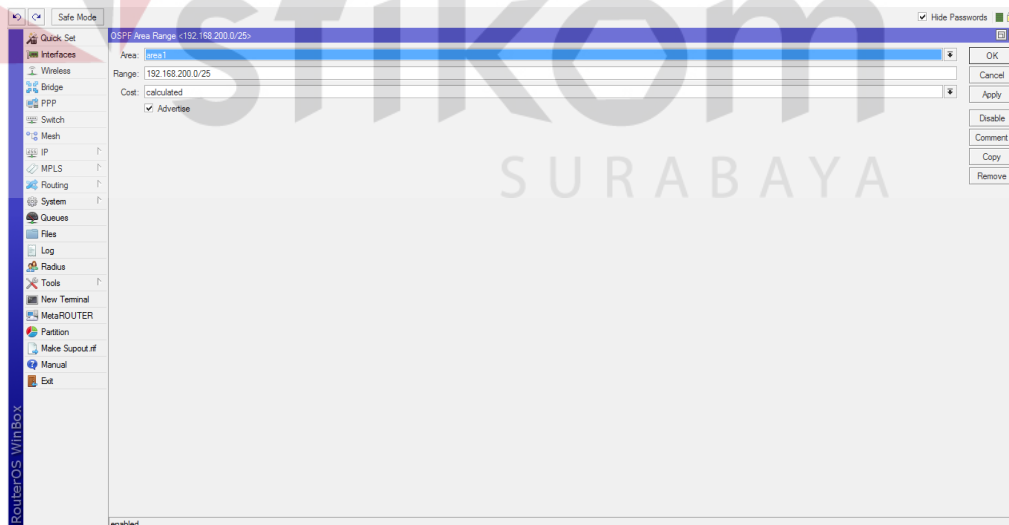 Safe Mode
Hide Passwords
Quick Set
Interfaces
Wireless
Bridge
PPP
Switch
Mesh
IP
MPLS
Routing
System
Queues
Files
Log
Radius
Tools
New Terminal
MetaROUTER
Partition
Make Supout.rif
Manual
Exit
RouterOS WinBox
OSPF Area Range <192.168.200.0/25>
Area: area1
Range: 192.168.200.0/25
Cost: calculated
Advertise
OK
Cancel
Apply
Disable
Comment
Copy
Remove
enabled
stikom
SURABAYA